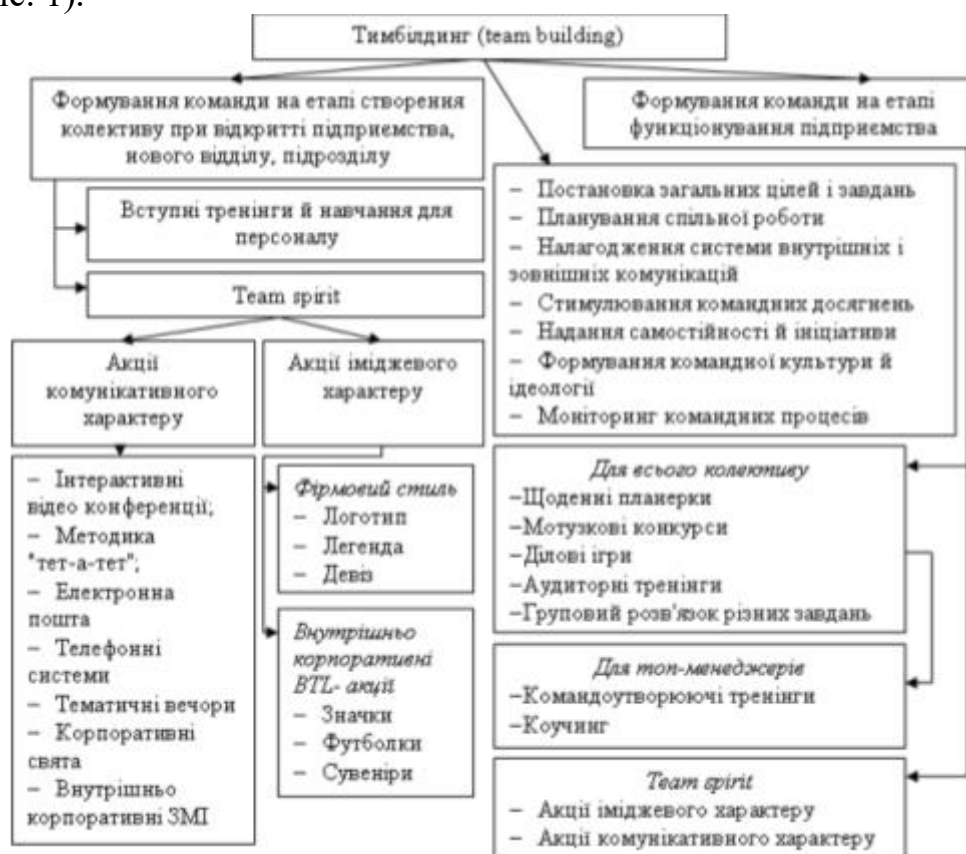 ис. 1).
Тимбілдинг (team building)
Формування команди на етапі створення
колективу при відкритті підприємства,
нового відділу, підрозділу
Формування команди на етапі
функціонування підприємства
Вступні тренінги й навчання для
персоналу
Team spirit
Акції
комунікативного
характеру
Акції іміджевого
характеру
– Інтерактивні
відео конференції;
– Методика
"тет-а-тет";
– Електронна
пошта
– Телефонні
системи
– Тематичні вечори
– Корпоративні
свята
– Внутрішньо
корпоративні ЗМІ
Фірмовий стиль
– Логотип
– Легенда
– Девіз
Внутрішньо
корпоративні
BTL- акції
– Значки
– Футболки
– Сувеніри
– Постановка загальних цілей і завдань
– Планування спільної роботи
– Налагодження системи внутрішніх і
зовнішніх комунікацій
– Стимулювання командних досягнень
– Надання самостійності й ініціативи
– Формування командної культури й
ідеології
– Моніторинг командних процесів
Для всього колективу
–Щоденні планерки
–Мотузкові конкурси
–Ділові ігри
–Аудиторні тренінги
–Груповий розв'язок різних завдань
Для топ-менеджерів
–Командоутворюючі тренінги
–Коучинг
Team spirit
– Акції іміджевого характеру
– Акції комунікативного характеру